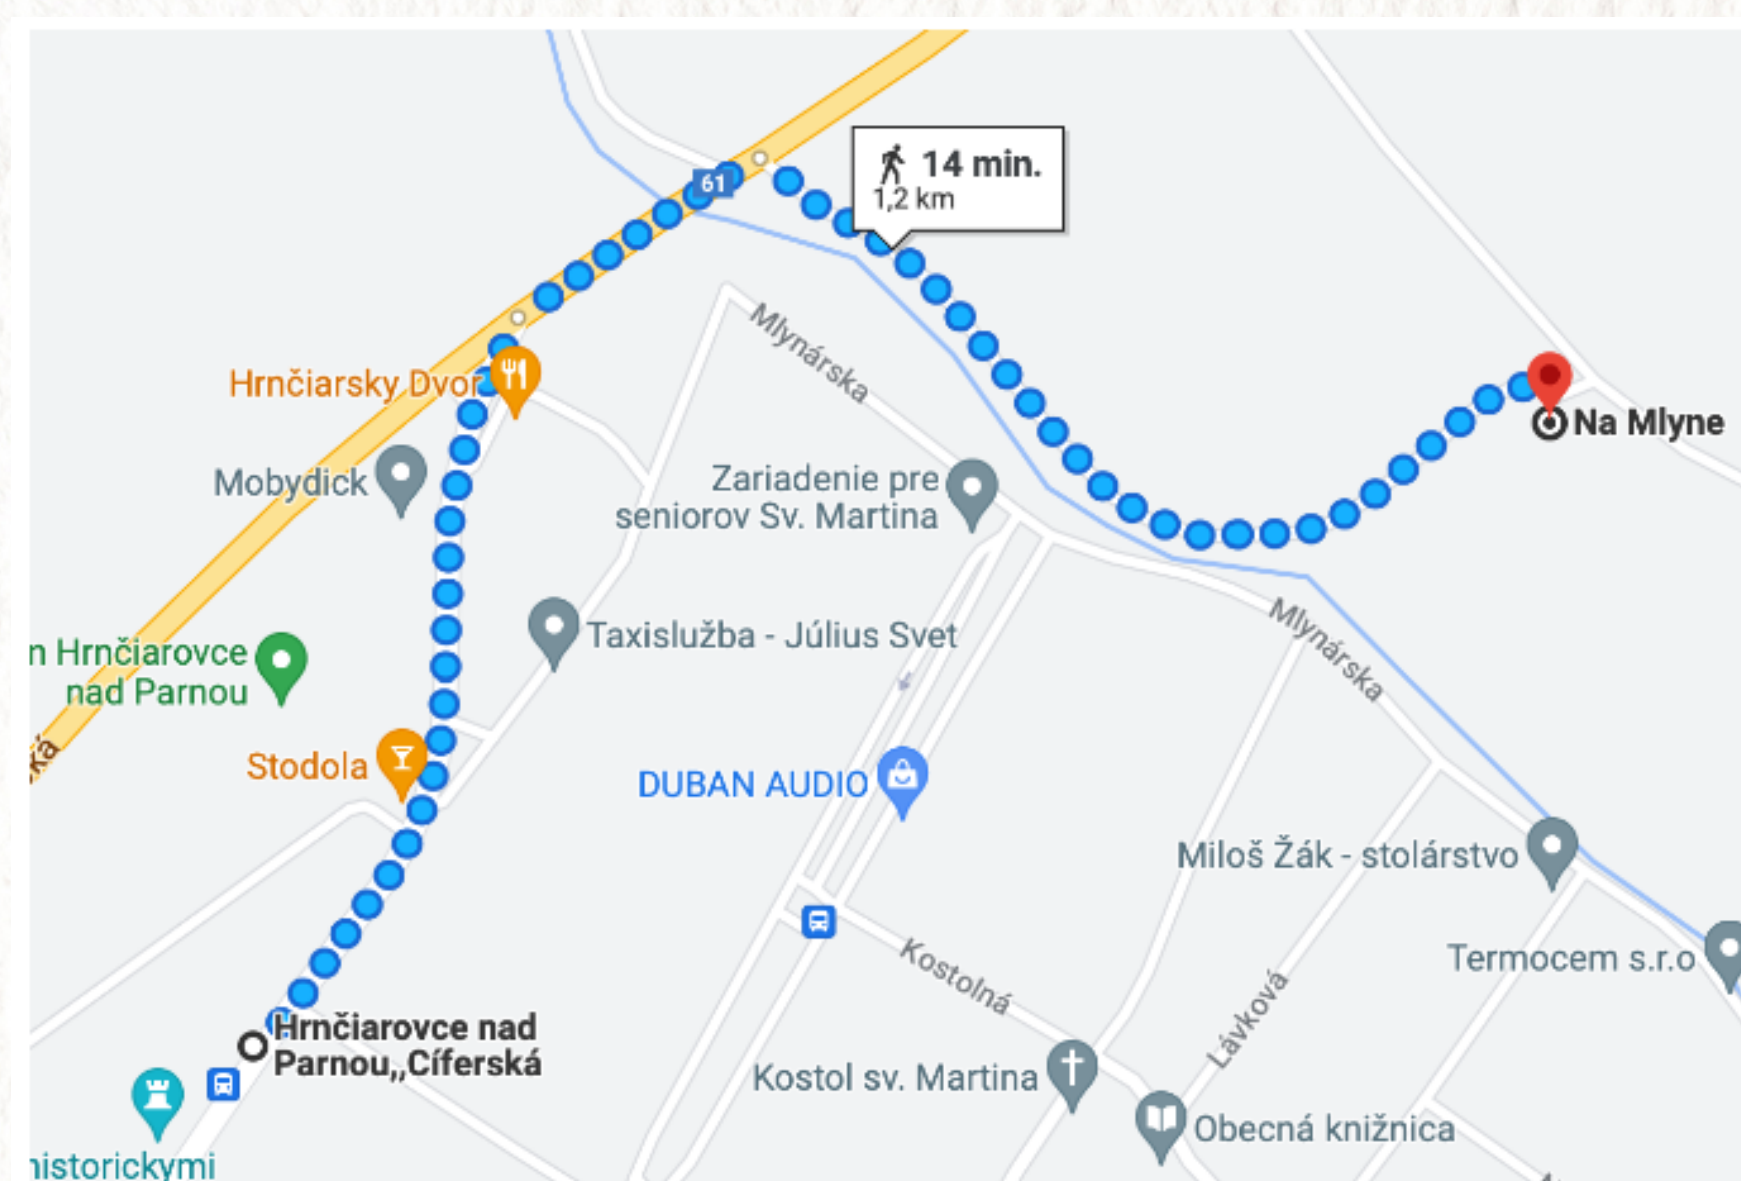 61
14 min.
1,2 km
Hrnčiarsky Dvor
Mlynárska
Na Mlyne
Mobydick
Zariadenie pre
seniorov Sv. Martina
Taxislužba - Július Svet
Mlynárska
n Hrnčiarovce
nad Parnou
ká
Stodola
DUBAN AUDIO
Miloš Žák - stolárstvo
Kostolná
Termocem s.r.o
Lávková
Hrnčiarovce nad
Parnou,,Cíferská
Kostol sv. Martina
Obecná knižnica
historickymi